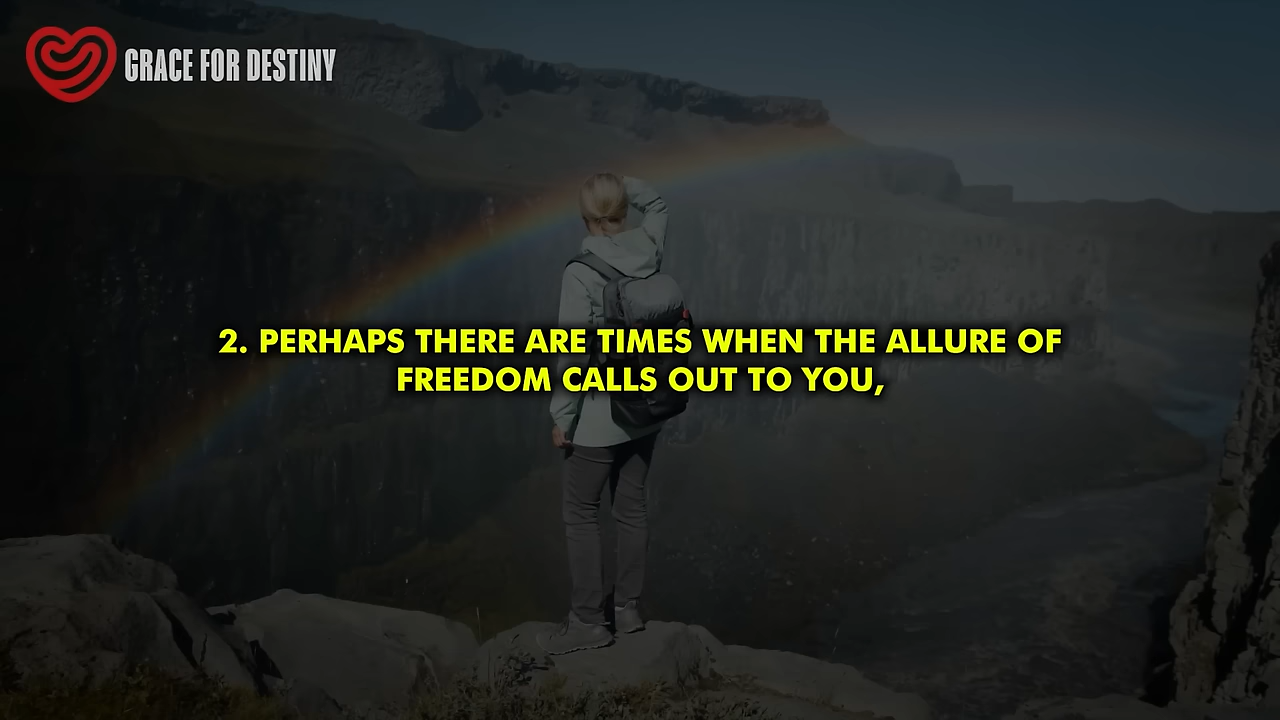 GRACE FOR DESTINY
2. PERHAPS THERE ARE TIMES WHEN THE ALLURE OF
FREEDOM CALLS OUT TO YOU,